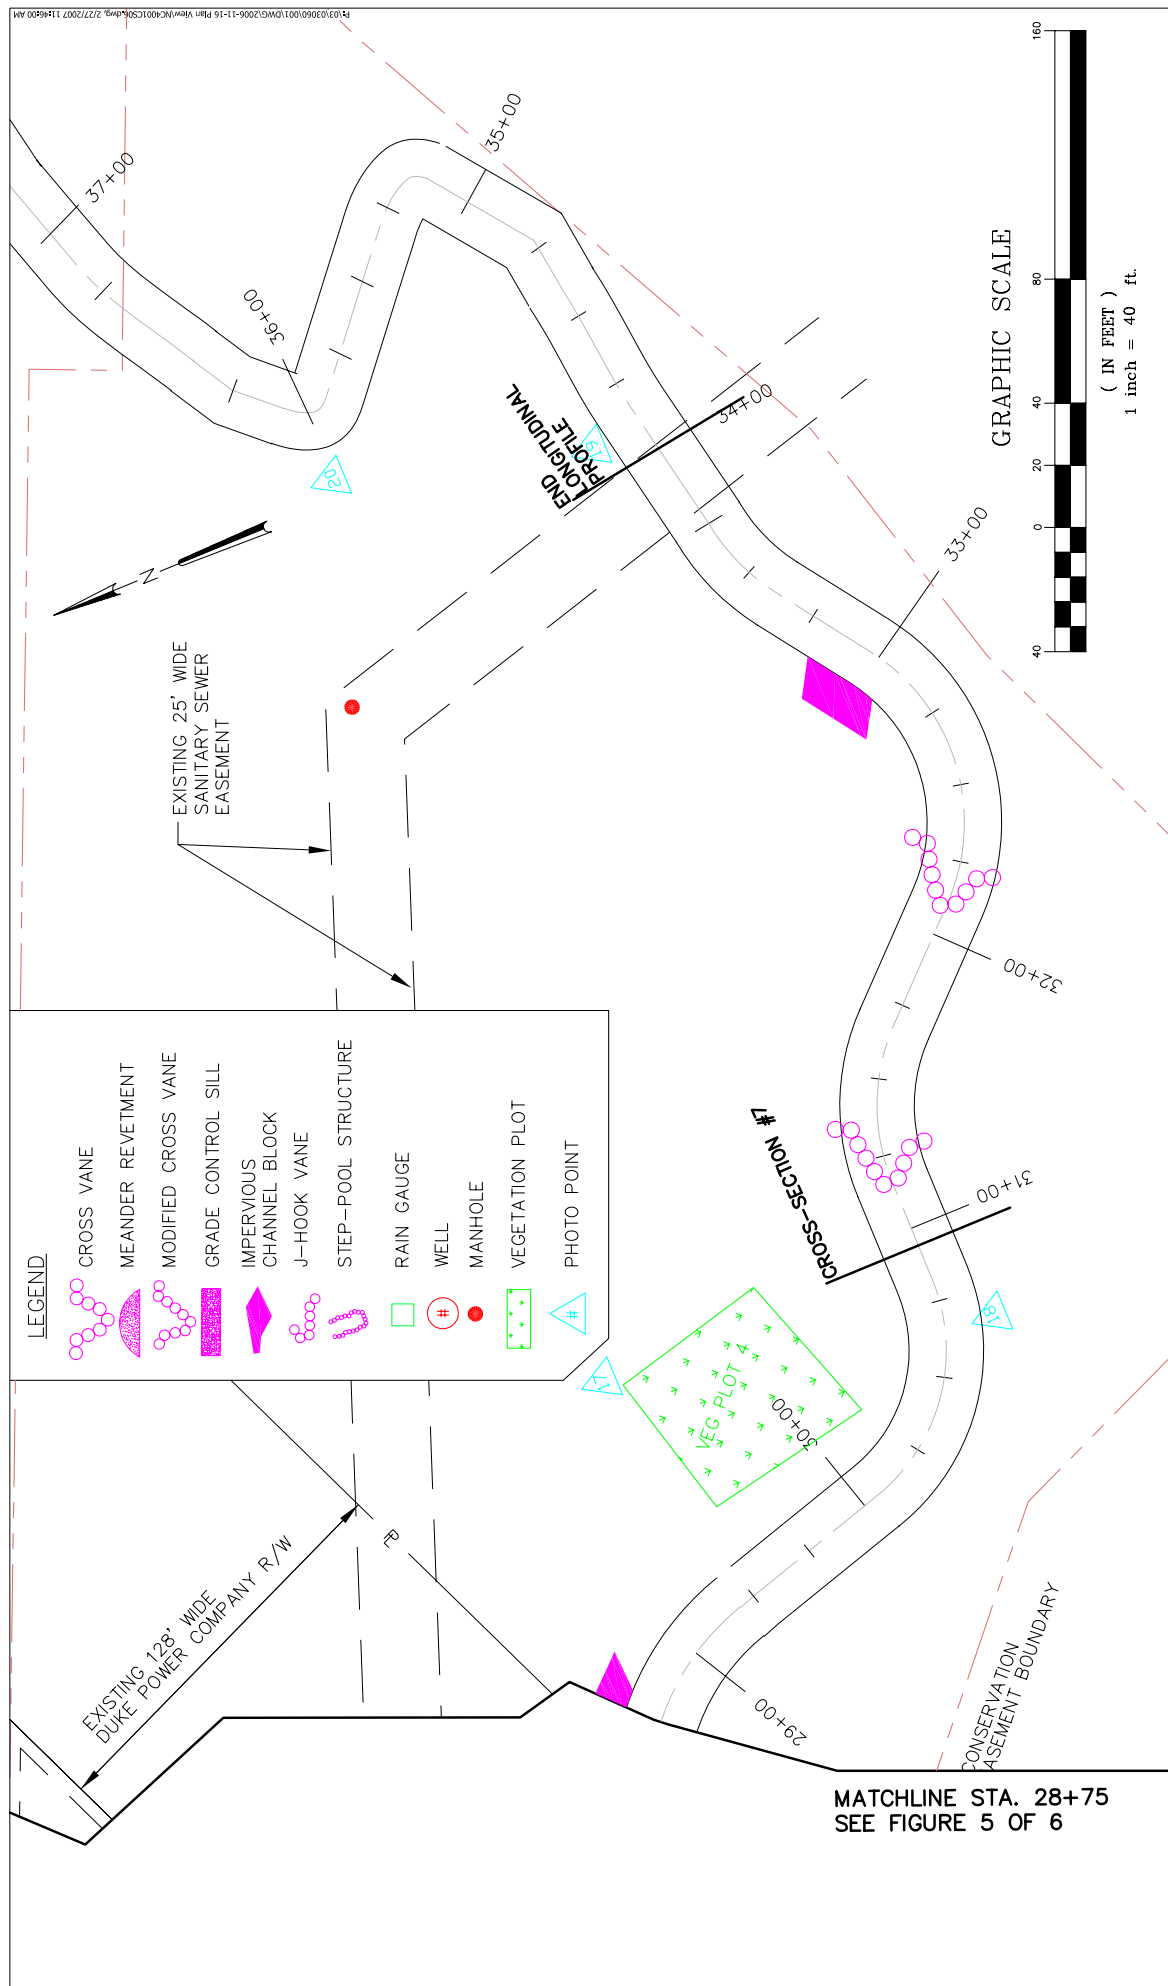 P:\03\03060\001\DWG\2006-11-16 Plan View\NC4001CS06.dwg, 2/27/2007 11:46:00 AM
37+00
36+00
35+00
34+00
33+00
32+00
31+00
30+00
29+00
GRAPHIC SCALE
40
0
20
40
80
160
( IN FEET )
1 inch = 40 ft.
N
EXISTING 25' WIDE
SANITARY SEWER
EASEMENT
END
LONGITUDINAL
PROFILE
20
19
18
17
CROSS-SECTION #7
VEG PLOT 4
LEGEND
CROSS VANE
MEANDER REVETMENT
MODIFIED CROSS VANE
GRADE CONTROL SILL
IMPERVIOUS
CHANNEL BLOCK
J-HOOK VANE
STEP-POOL STRUCTURE
RAIN GAUGE
# WELL
MANHOLE
VEGETATION PLOT
# PHOTO POINT
EXISTING 128' WIDE
DUKE POWER COMPANY R/W
PL
CONSERVATION
ASEMENT BOUNDARY
MATCHLINE STA. 28+75
SEE FIGURE 5 OF 6